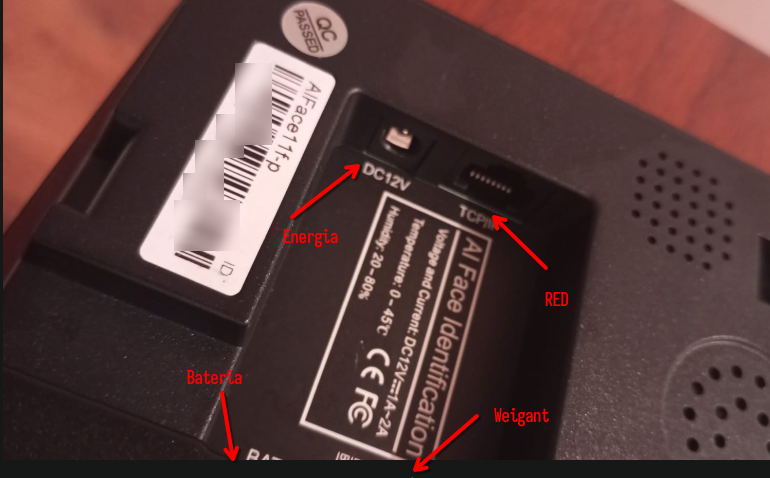 QC
PASSED
AIFace11f-p
ID
DC12V
TCP/
Energia
RED
AI Face Identification
Voltage and Current: DC12V⎓1A~2A
Temperature: 0~45℃
Humidity: 20~80%
CE FC
Bateria
Weigant